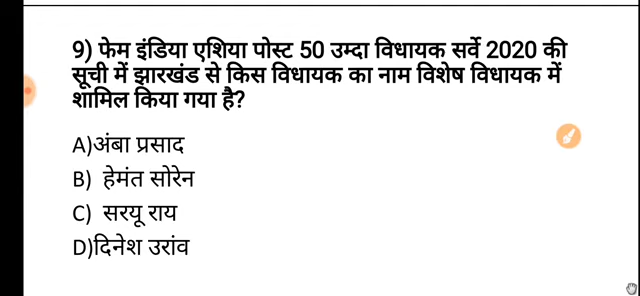 9) फेम इंडिया एशिया पोस्ट 50 उम्दा विधायक सर्वे 2020 की
सूची में झारखंड से किस विधायक का नाम विशेष विधायक में
शामिल किया गया है?
A)अंबा प्रसाद
B) हेमंत सोरेन
C) सरयू राय
D)दिनेश उरांव